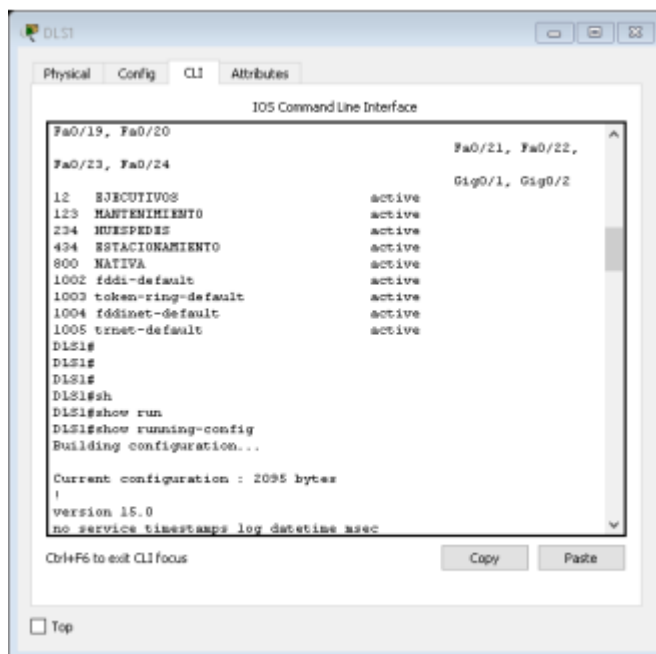 DLS1
Physical Config CLI Attributes
IOS Command Line Interface
Fa0/19, Fa0/20
Fa0/21, Fa0/22,
Fa0/23, Fa0/24
Gig0/1, Gig0/2
12 EJECUTIVOS active
123 MANTENIMIENTO active
234 HUESPEDES active
434 ESTACIONAMIENTO active
800 NATIVA active
1002 fddi-default active
1003 token-ring-default active
1004 fddinet-default active
1005 trnet-default active
DLS1#
DLS1#
DLS1#
DLS1#sh
DLS1#show run
DLS1#show running-config
Building configuration...
Current configuration : 2095 bytes
!
version 15.0
no service timestamps log datetime msec
Ctrl+F6 to exit CLI focus Copy Paste
Top